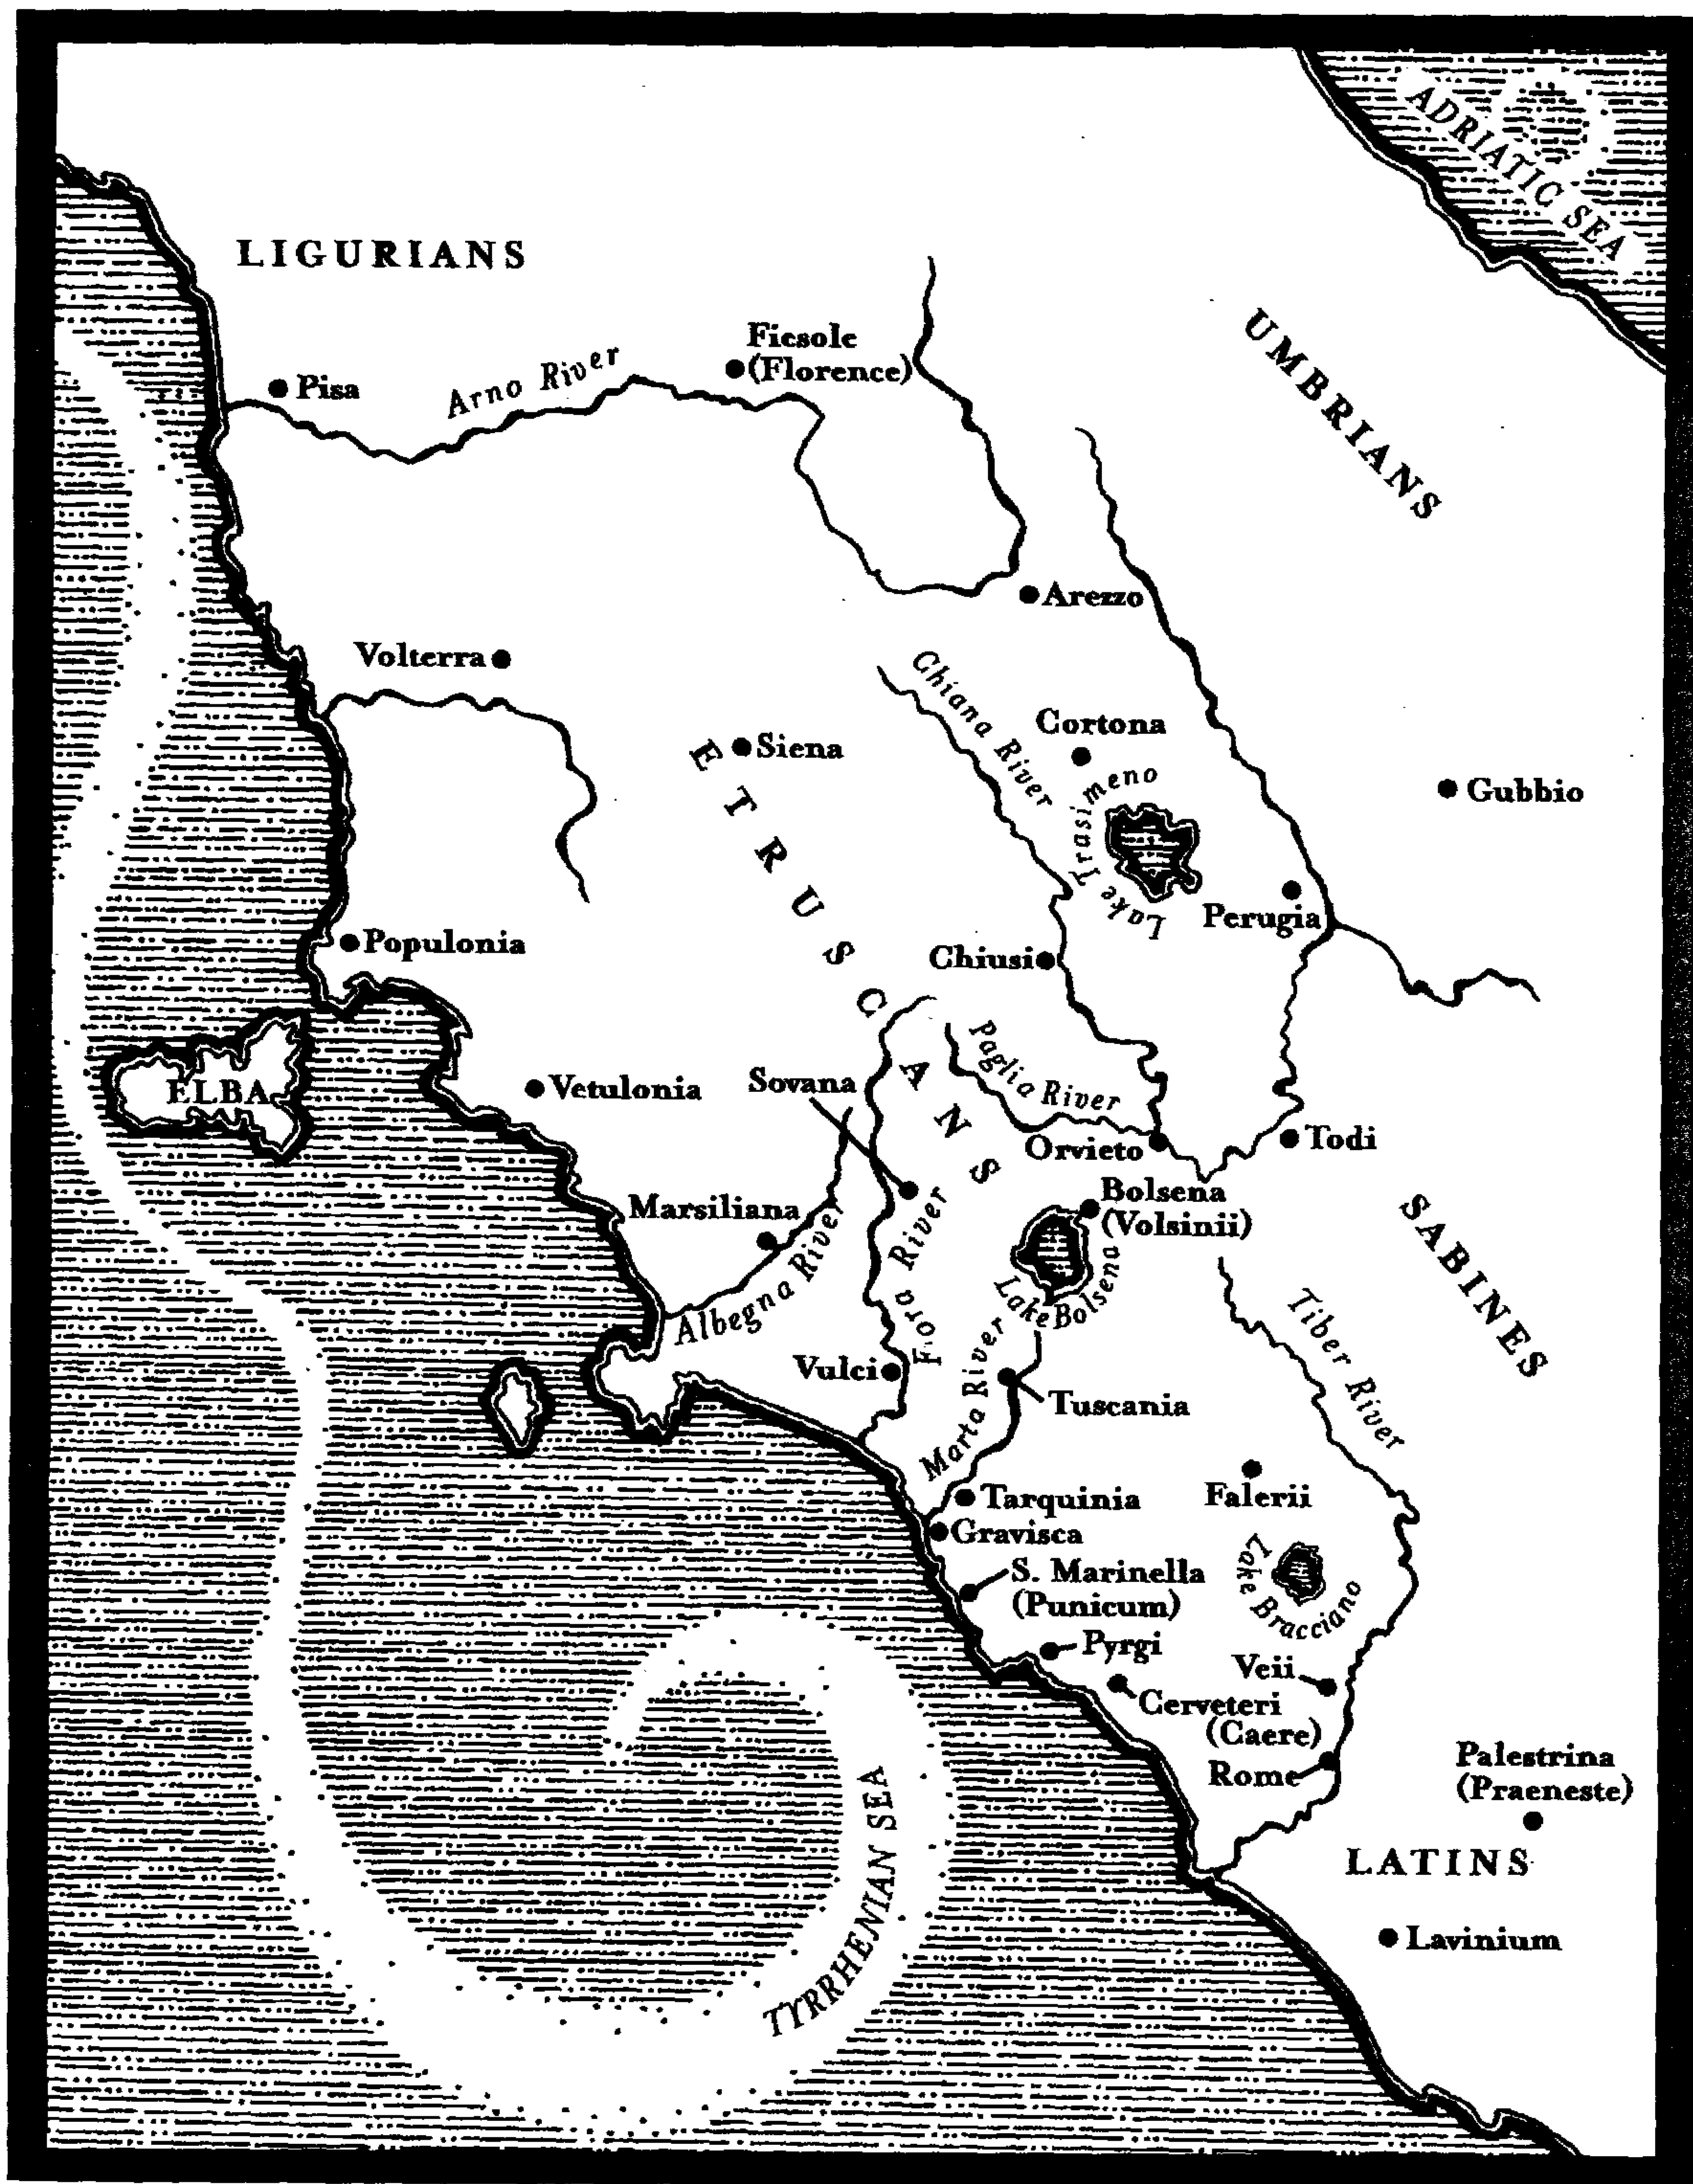 ADRIATIC SEA
LIGURIANS
UMBRIANS
Fiesole
(Florence)
Arno River
Pisa
Arezzo
Volterra
Chiana River
Cortona
Siena
Lake Trasimeno
Gubbio
ETRUSCANS
Perugia
Populonia
Chiusi
Paglia River
ELBA
Vetulonia
Sovana
Orvieto
Todi
Marsiliana
Bolsena
(Volsinii)
SABINES
Albegna River
Fiora River
Lake Bolsena
Tiber River
Vulci
Marta River
Tuscania
Tarquinia
Falerii
Gravisca
S. Marinella
(Punicum)
Lake Bracciano
Pyrgi
Veii
Cerveteri
(Caere)
Rome
Palestrina
(Praeneste)
TYRRHENIAN SEA
LATINS
Lavinium